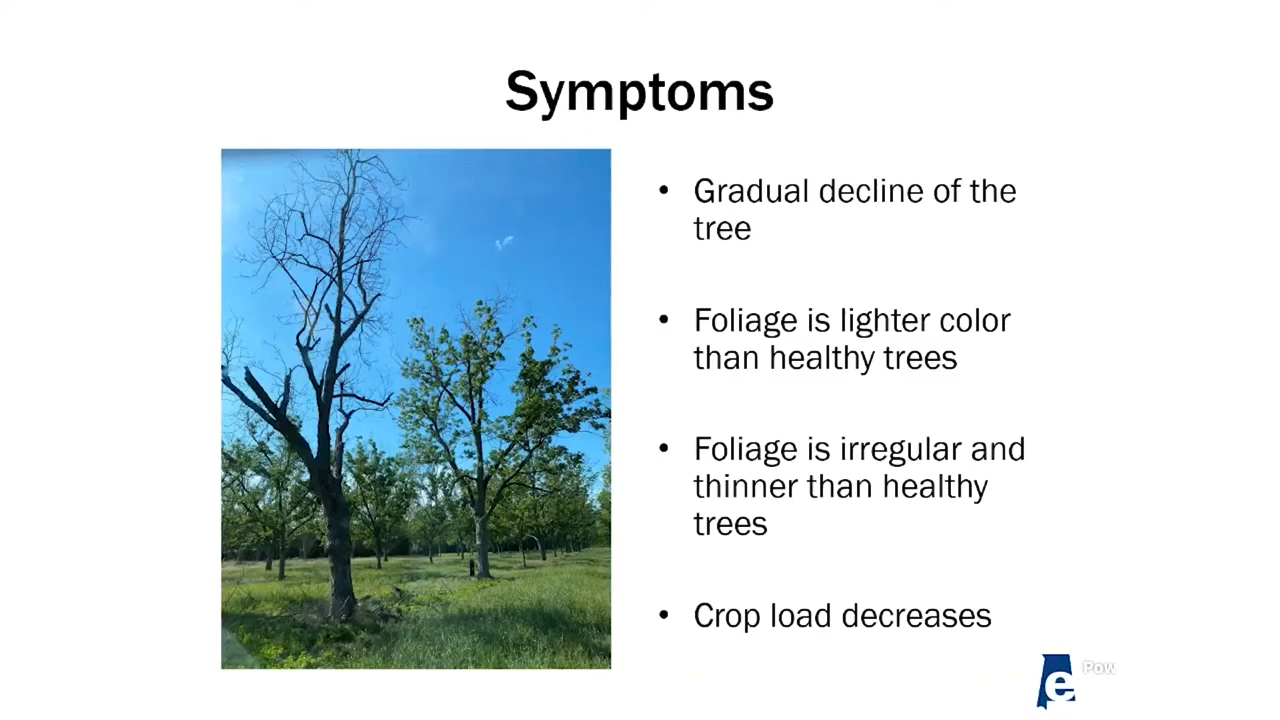 Symptoms
• Gradual decline of the
tree
• Foliage is lighter color
than healthy trees
• Foliage is irregular and
thinner than healthy
trees
• Crop load decreases
e
Pow